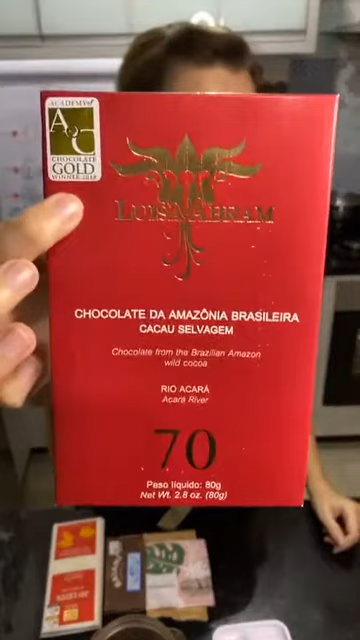 ACADEMY of
A&C
CHOCOLATE
GOLD
WINNER 2018
LUISA ABRAM
CHOCOLATE DA AMAZÔNIA BRASILEIRA
CACAU SELVAGEM
Chocolate from the Brazilian Amazon
wild cocoa
RIO ACARÁ
Acará River
70
Peso líquido: 80g
Net Wt. 2.8 oz. (80g)